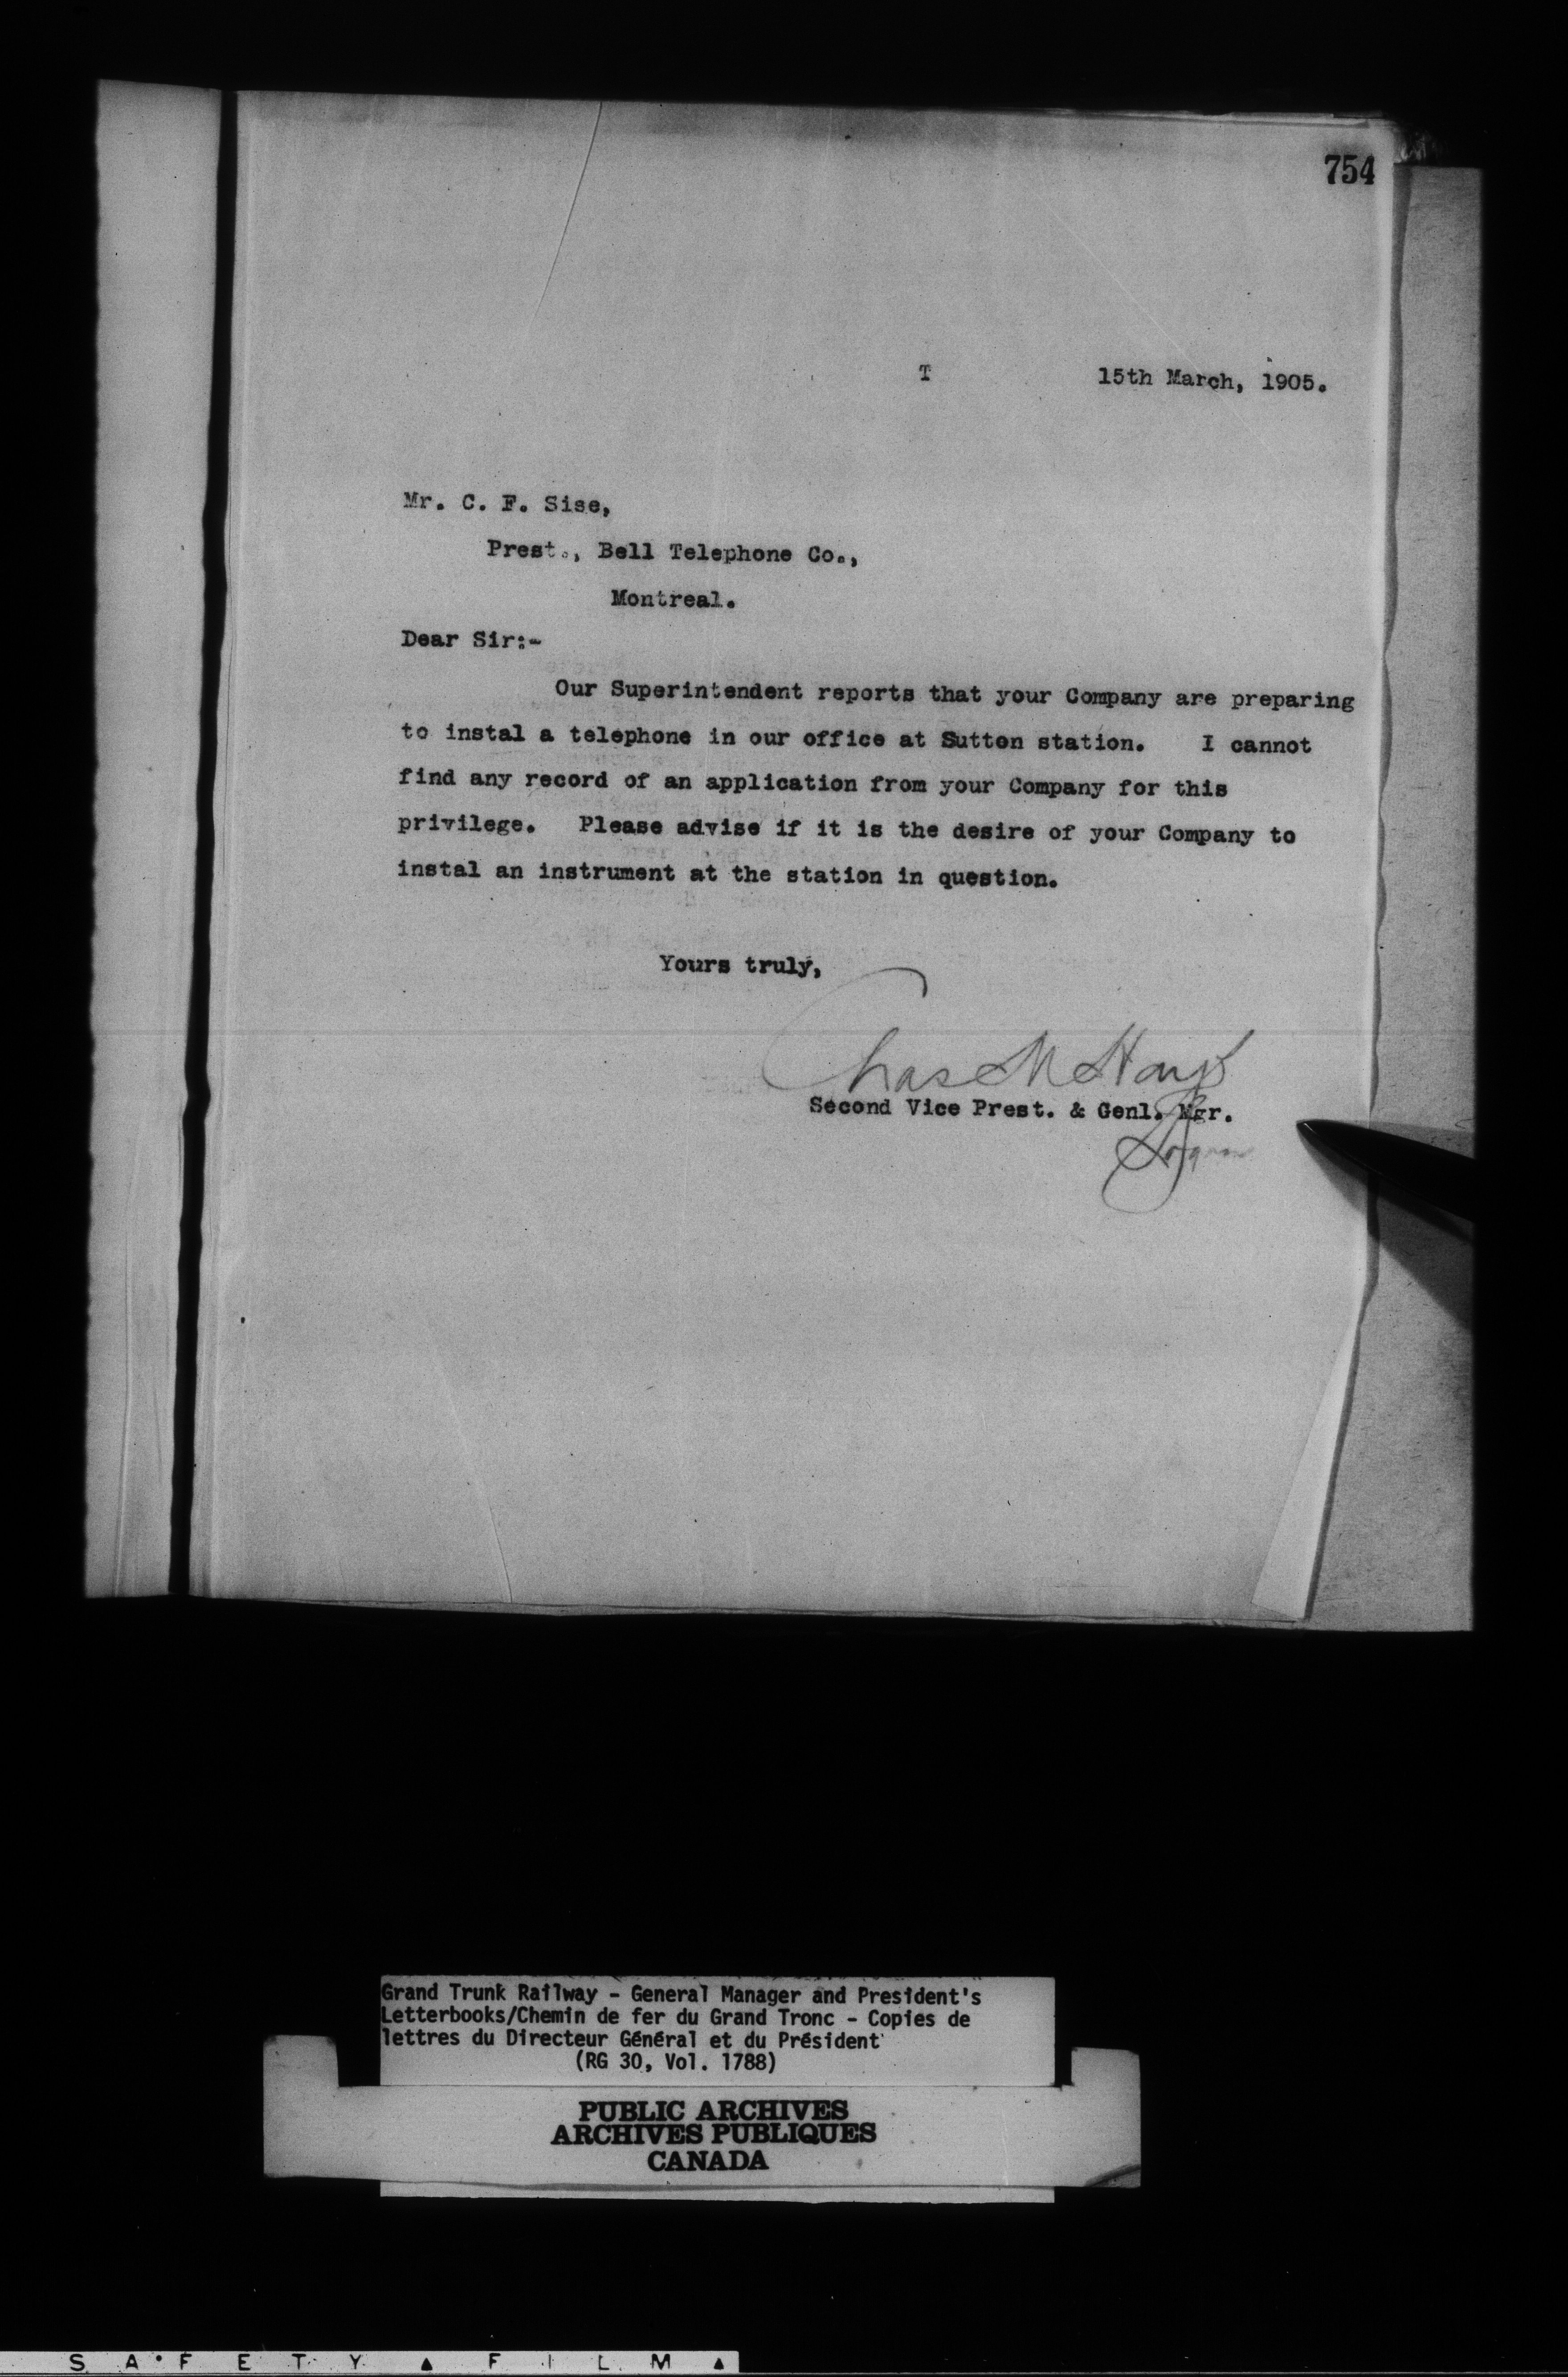 754
T 15th March, 1905.
Mr. C. F. Sise,
Prest., Bell Telephone Co.,
Montreal.
Dear Sir:-
Our Superintendent reports that your Company are preparing
to instal a telephone in our office at Sutton station. I cannot
find any record of an application from your Company for this
privilege. Please advise if it is the desire of your Company to
instal an instrument at the station in question.
Yours truly,
Chas M Hays
Second Vice Prest. & Genl. Mgr.
Grand Trunk Railway - General Manager and President's
Letterbooks/Chemin de fer du Grand Tronc - Copies de
lettres du Directeur Général et du Président
(RG 30, Vol. 1788)
PUBLIC ARCHIVES
ARCHIVES PUBLIQUES
CANADA
SAFETY ▲ FILM ▲